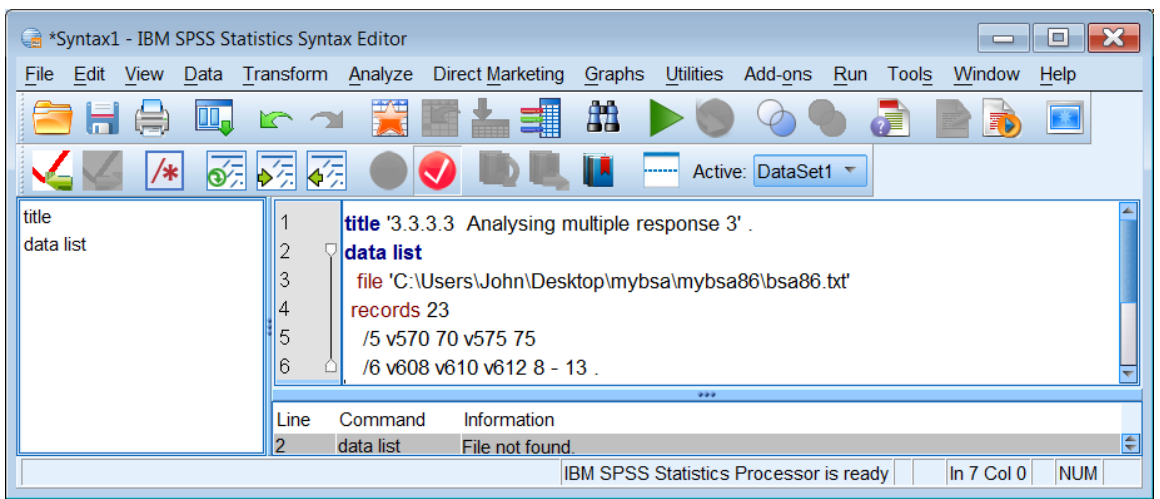 *Syntax1 - IBM SPSS Statistics Syntax Editor
File Edit View Data Transform Analyze Direct Marketing Graphs Utilities Add-ons Run Tools Window Help
/* Active: DataSet1
title
data list
1 title '3.3.3.3 Analysing multiple response 3' .
2 data list
3 file 'C:\Users\John\Desktop\mybsa\mybsa86\bsa86.txt'
4 records 23
5 /5 v570 70 v575 75
6 /6 v608 v610 v612 8 - 13 .
Line Command Information
2 data list File not found.
IBM SPSS Statistics Processor is ready In 7 Col 0 NUM